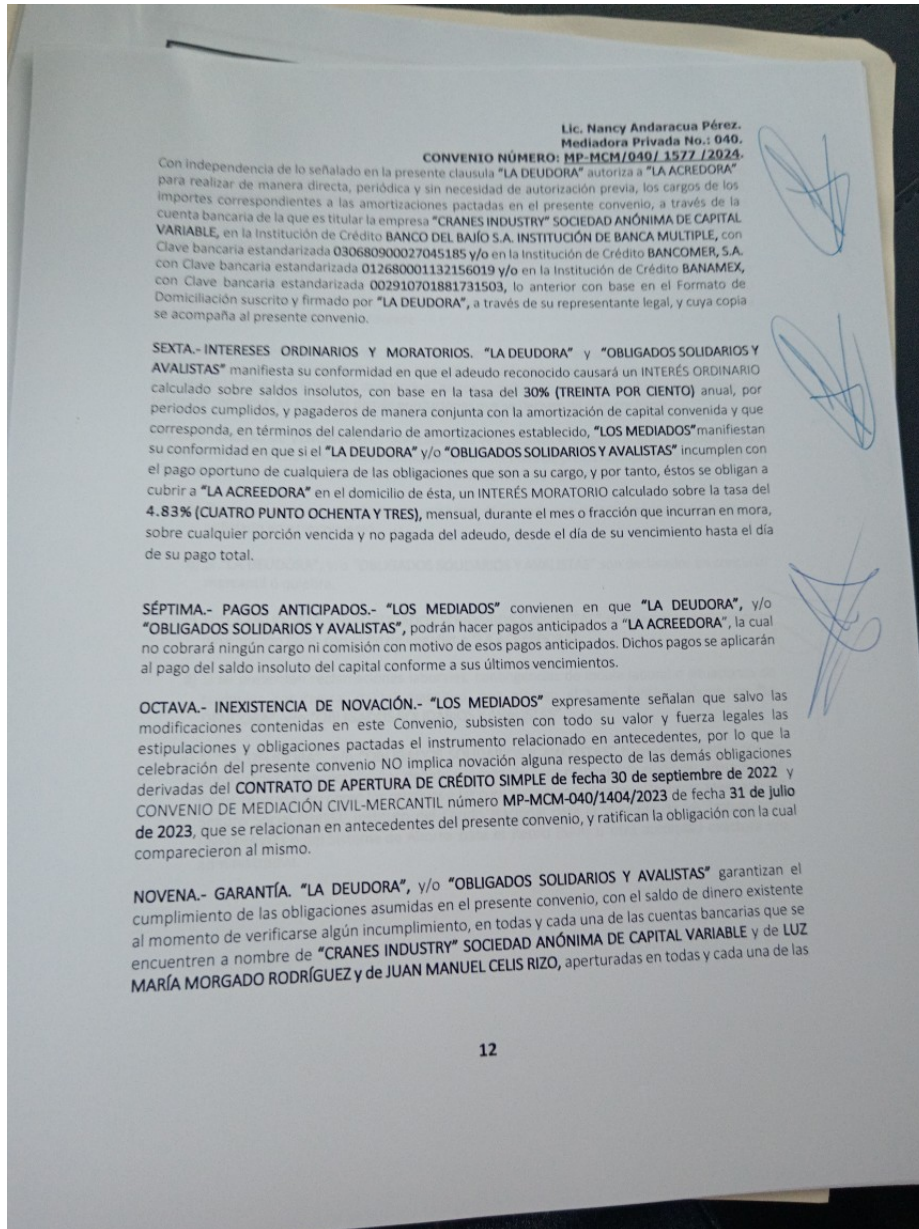 Lic. Nancy Andaracua Pérez.
Mediadora Privada No.: 040.
CONVENIO NÚMERO: MP-MCM/040/ 1577 /2024.
Con independencia de lo señalado en la presente clausula "LA DEUDORA" autoriza a "LA ACREDORA"
para realizar de manera directa, periódica y sin necesidad de autorización previa, los cargos de los
importes correspondientes a las amortizaciones pactadas en el presente convenio, a través de la
cuenta bancaria de la que es titular la empresa "CRANES INDUSTRY" SOCIEDAD ANÓNIMA DE CAPITAL
VARIABLE, en la Institución de Crédito BANCO DEL BAJÍO S.A. INSTITUCIÓN DE BANCA MULTIPLE, con
Clave bancaria estandarizada 030680900027045185 y/o en la Institución de Crédito BANCOMER, S.A.
con Clave bancaria estandarizada 012680001132156019 y/o en la Institución de Crédito BANAMEX,
con Clave bancaria estandarizada 002910701881731503, lo anterior con base en el Formato de
Domiciliación suscrito y firmado por "LA DEUDORA", a través de su representante legal, y cuya copia
se acompaña al presente convenio.
SEXTA.- INTERESES ORDINARIOS Y MORATORIOS. "LA DEUDORA" y "OBLIGADOS SOLIDARIOS Y
AVALISTAS" manifiesta su conformidad en que el adeudo reconocido causará un INTERÉS ORDINARIO
calculado sobre saldos insolutos, con base en la tasa del 30% (TREINTA POR CIENTO) anual, por
periodos cumplidos, y pagaderos de manera conjunta con la amortización de capital convenida y que
corresponda, en términos del calendario de amortizaciones establecido, "LOS MEDIADOS"manifiestan
su conformidad en que si el "LA DEUDORA" y/o "OBLIGADOS SOLIDARIOS Y AVALISTAS" incumplen con
el pago oportuno de cualquiera de las obligaciones que son a su cargo, y por tanto, éstos se obligan a
cubrir a "LA ACREEDORA" en el domicilio de ésta, un INTERÉS MORATORIO calculado sobre la tasa del
4.83% (CUATRO PUNTO OCHENTA Y TRES), mensual, durante el mes o fracción que incurran en mora,
sobre cualquier porción vencida y no pagada del adeudo, desde el día de su vencimiento hasta el día
de su pago total.
SÉPTIMA.- PAGOS ANTICIPADOS.- "LOS MEDIADOS" convienen en que "LA DEUDORA", y/o
"OBLIGADOS SOLIDARIOS Y AVALISTAS", podrán hacer pagos anticipados a "LA ACREEDORA", la cual
no cobrará ningún cargo ni comisión con motivo de esos pagos anticipados. Dichos pagos se aplicarán
al pago del saldo insoluto del capital conforme a sus últimos vencimientos.
OCTAVA.- INEXISTENCIA DE NOVACIÓN.- "LOS MEDIADOS" expresamente señalan que salvo las
modificaciones contenidas en este Convenio, subsisten con todo su valor y fuerza legales las
estipulaciones y obligaciones pactadas el instrumento relacionado en antecedentes, por lo que la
celebración del presente convenio NO implica novación alguna respecto de las demás obligaciones
derivadas del CONTRATO DE APERTURA DE CRÉDITO SIMPLE de fecha 30 de septiembre de 2022 y
CONVENIO DE MEDIACIÓN CIVIL-MERCANTIL número MP-MCM-040/1404/2023 de fecha 31 de julio
de 2023, que se relacionan en antecedentes del presente convenio, y ratifican la obligación con la cual
comparecieron al mismo.
NOVENA.- GARANTÍA. "LA DEUDORA", y/o "OBLIGADOS SOLIDARIOS Y AVALISTAS" garantizan el
cumplimiento de las obligaciones asumidas en el presente convenio, con el saldo de dinero existente
al momento de verificarse algún incumplimiento, en todas y cada una de las cuentas bancarias que se
encuentren a nombre de "CRANES INDUSTRY" SOCIEDAD ANÓNIMA DE CAPITAL VARIABLE y de LUZ
MARÍA MORGADO RODRÍGUEZ y de JUAN MANUEL CELIS RIZO, aperturadas en todas y cada una de las
12